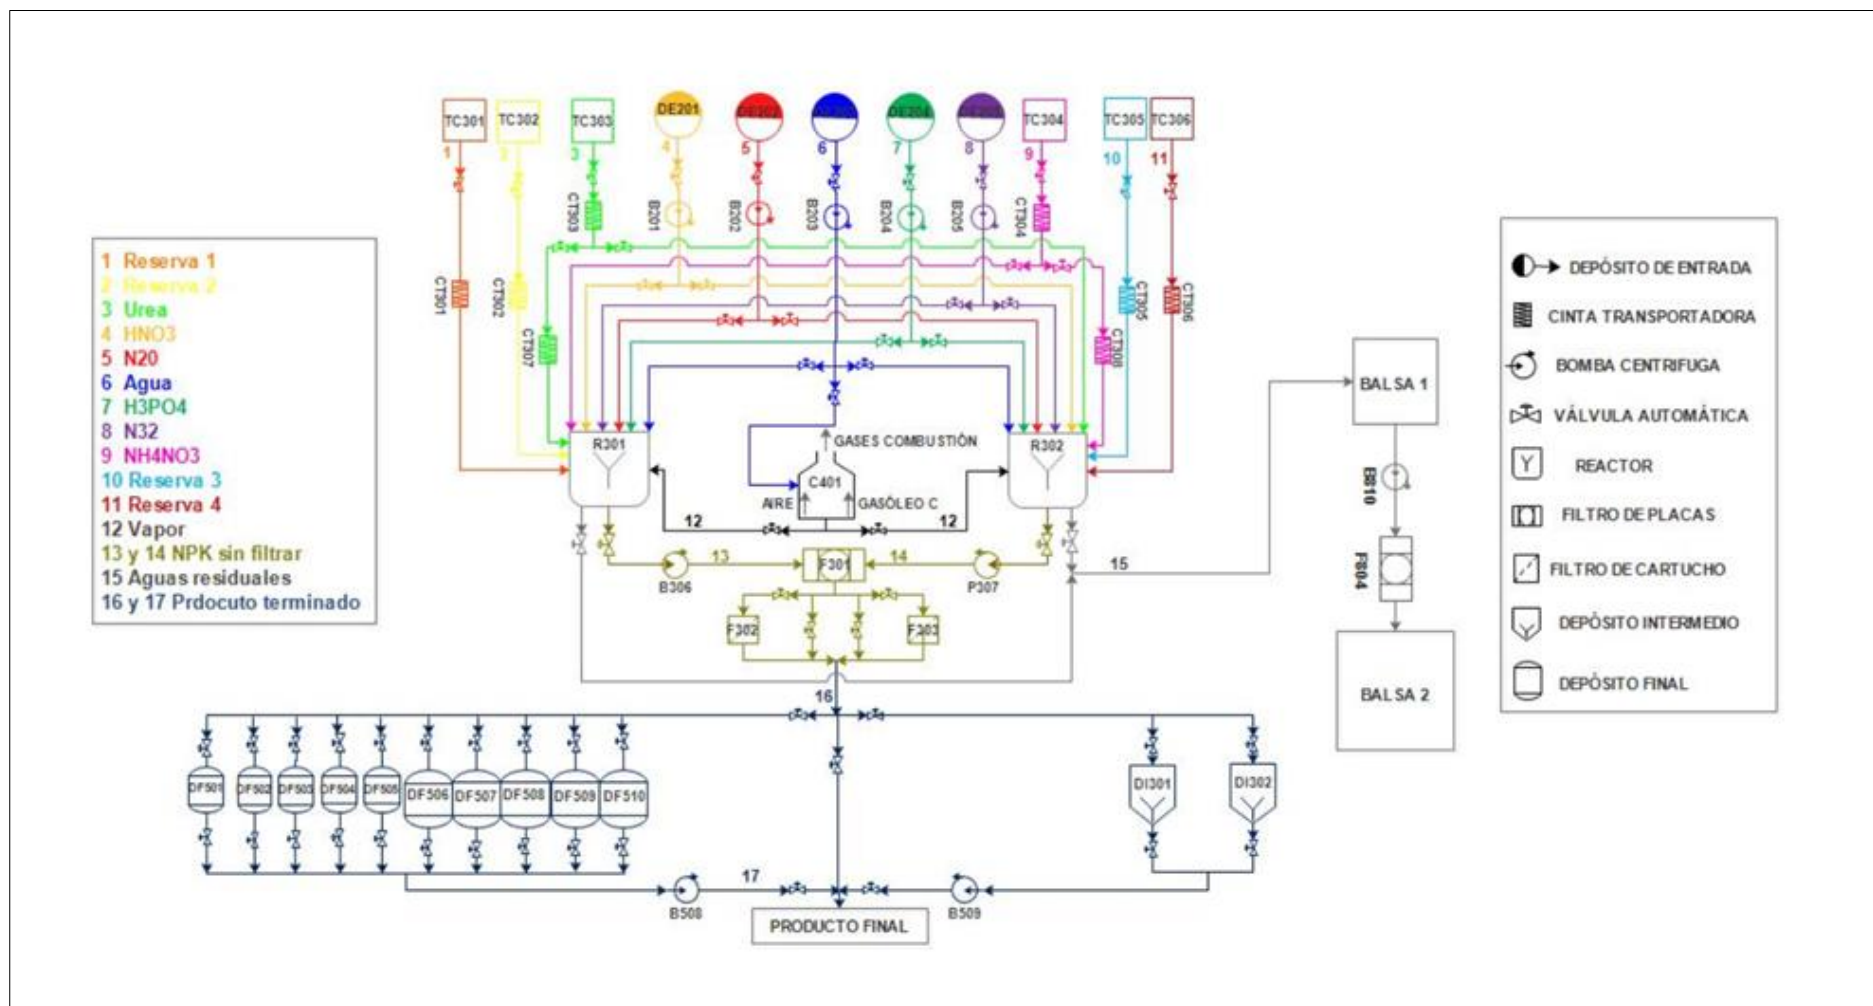 TC301
TC302
TC303
DE201
DE202
DE203
DE204
DE205
TC304
TC305
TC306
1
2
3
4
5
6
7
8
9
10
11
CT303
B201
B202
B203
B204
B205
CT304
CT301
CT302
CT305
CT306
CT307
CT308
1 Reserva 1
2 Reserva 2
3 Urea
4 HNO3
5 N20
6 Agua
7 H3PO4
8 N32
9 NH4NO3
10 Reserva 3
11 Reserva 4
12 Vapor
13 y 14 NPK sin filtrar
15 Aguas residuales
16 y 17 Prdocuto terminado
R301
R302
GASES COMBUSTIÓN
C401
AIRE
GASÓLEO C
12
12
13
14
15
B306
F301
P307
F302
F303
16
DF501
DF502
DF503
DF504
DF505
DF506
DF507
DF508
DF509
DF510
DI301
DI302
17
B508
B509
PRODUCTO FINAL
BALSA 1
B810
F804
BALSA 2
DEPÓSITO DE ENTRADA
CINTA TRANSPORTADORA
BOMBA CENTRIFUGA
VÁLVULA AUTOMÁTICA
REACTOR
FILTRO DE PLACAS
FILTRO DE CARTUCHO
DEPÓSITO INTERMEDIO
DEPÓSITO FINAL